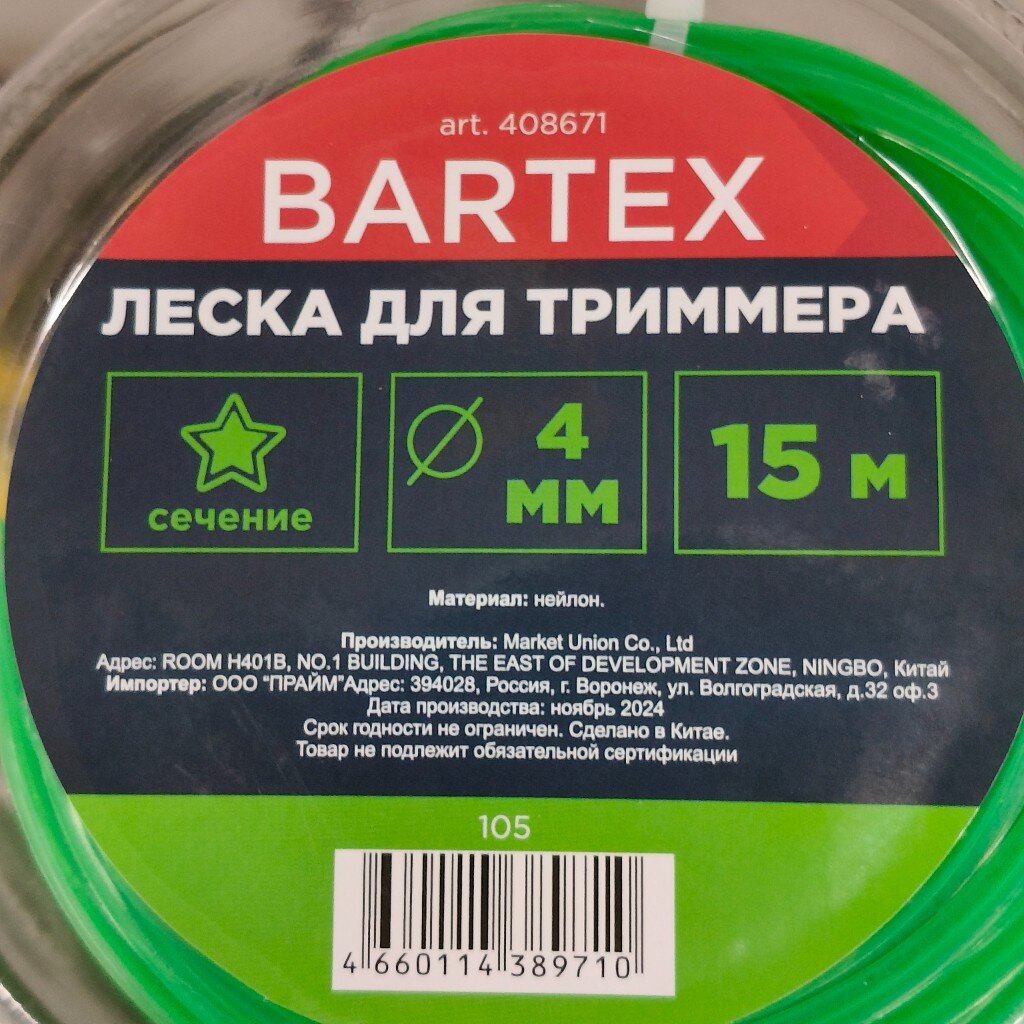 art. 408671
BARTEX
ЛЕСКА ДЛЯ ТРИММЕРА
сечение
Ø 4 мм
15 м
Материал: нейлон.
Производитель: Market Union Co., Ltd
Адрес: ROOM H401B, NO.1 BUILDING, THE EAST OF DEVELOPMENT ZONE, NINGBO, Китай
Импортер: ООО "ПРАЙМ"Адрес: 394028, Россия, г. Воронеж, ул. Волгоградская, д.32 оф.3
Дата производства: ноябрь 2024
Срок годности не ограничен. Сделано в Китае.
Товар не подлежит обязательной сертификации
105
4 660114 389710